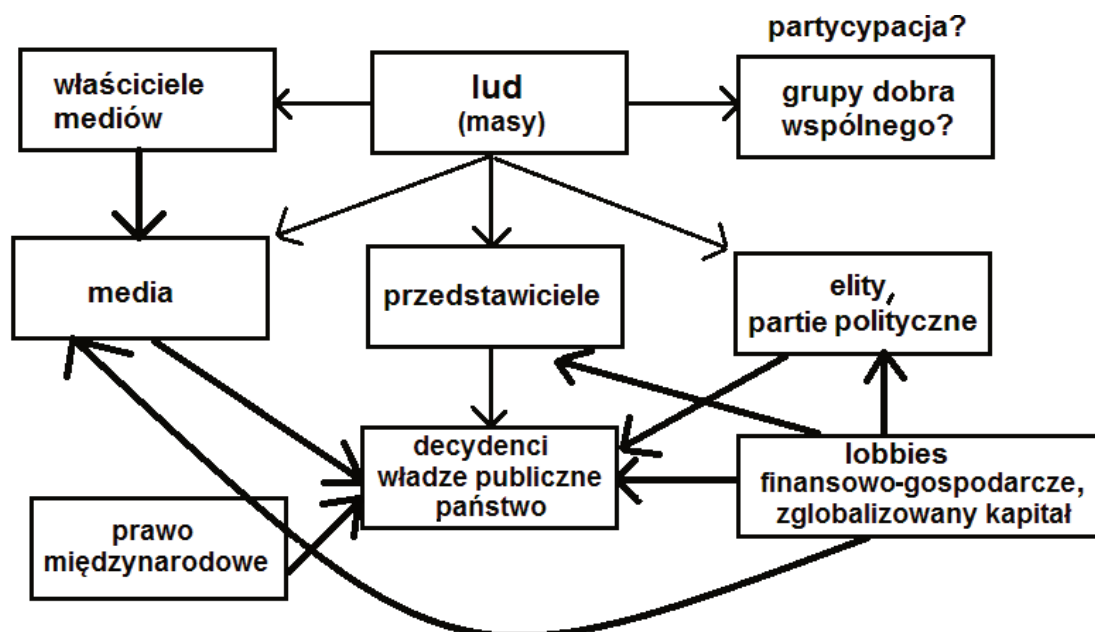 partycypacja?
właściciele
mediów
lud
(masy)
grupy dobra
wspólnego?
media
przedstawiciele
elity,
partie polityczne
decydenci
władze publiczne
państwo
lobbies
finansowo-gospodarcze,
zglobalizowany kapitał
prawo
międzynarodowe